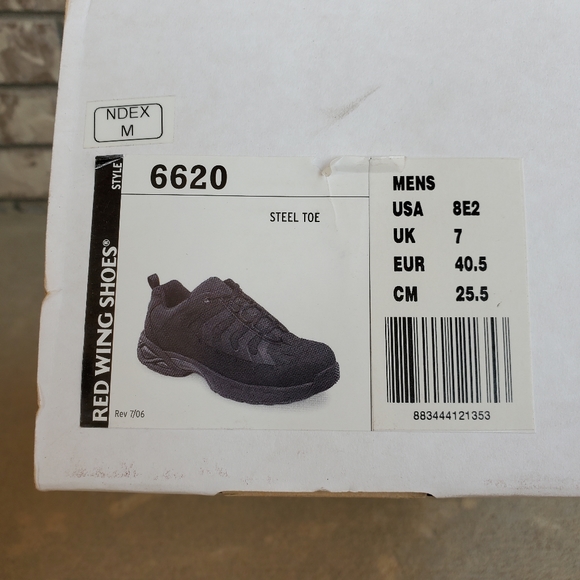 NDEX
M
STYLE 6620
STEEL TOE
RED WING SHOES®
Rev 7/06
MENS
USA 8E2
UK 7
EUR 40.5
CM 25.5
883444121353